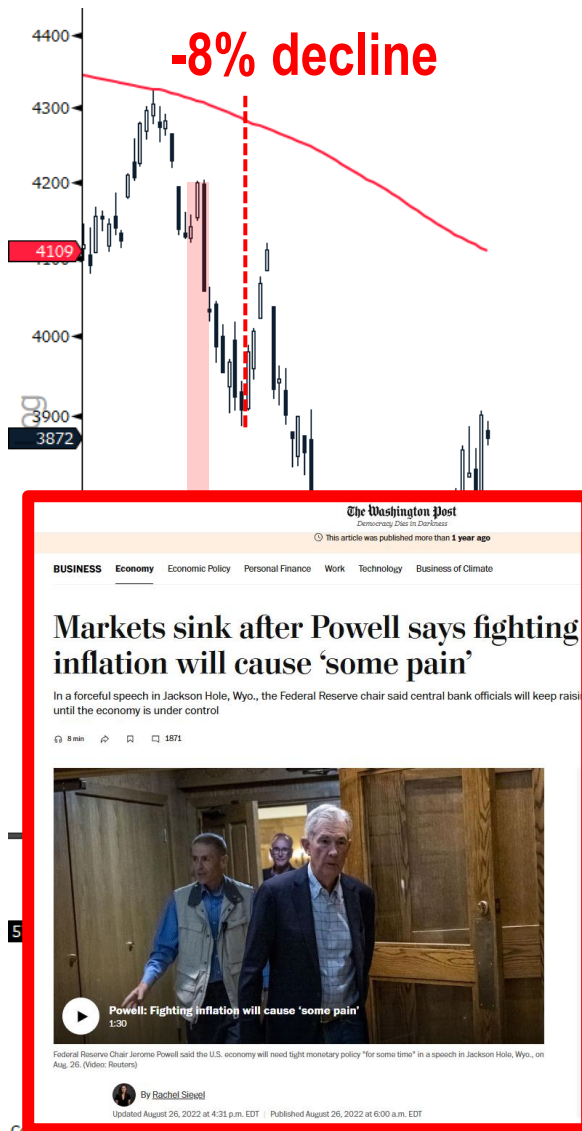 -8% decline
4400
4300
4200
4109
4000
3900
3872
The Washington Post
Democracy Dies in Darkness
This article was published more than 1 year ago
BUSINESS Economy Economic Policy Personal Finance Work Technology Business of Climate
Markets sink after Powell says fighting
inflation will cause ‘some pain’
In a forceful speech in Jackson Hole, Wyo., the Federal Reserve chair said central bank officials will keep raisi
until the economy is under control
8 min 1871
Powell: Fighting inflation will cause ‘some pain’
1:30
Federal Reserve Chair Jerome Powell said the U.S. economy will need tight monetary policy "for some time" in a speech in Jackson Hole, Wyo., on
Aug. 26. (Video: Reuters)
By Rachel Siegel
Updated August 26, 2022 at 4:31 p.m. EDT | Published August 26, 2022 at 6:00 a.m. EDT
5